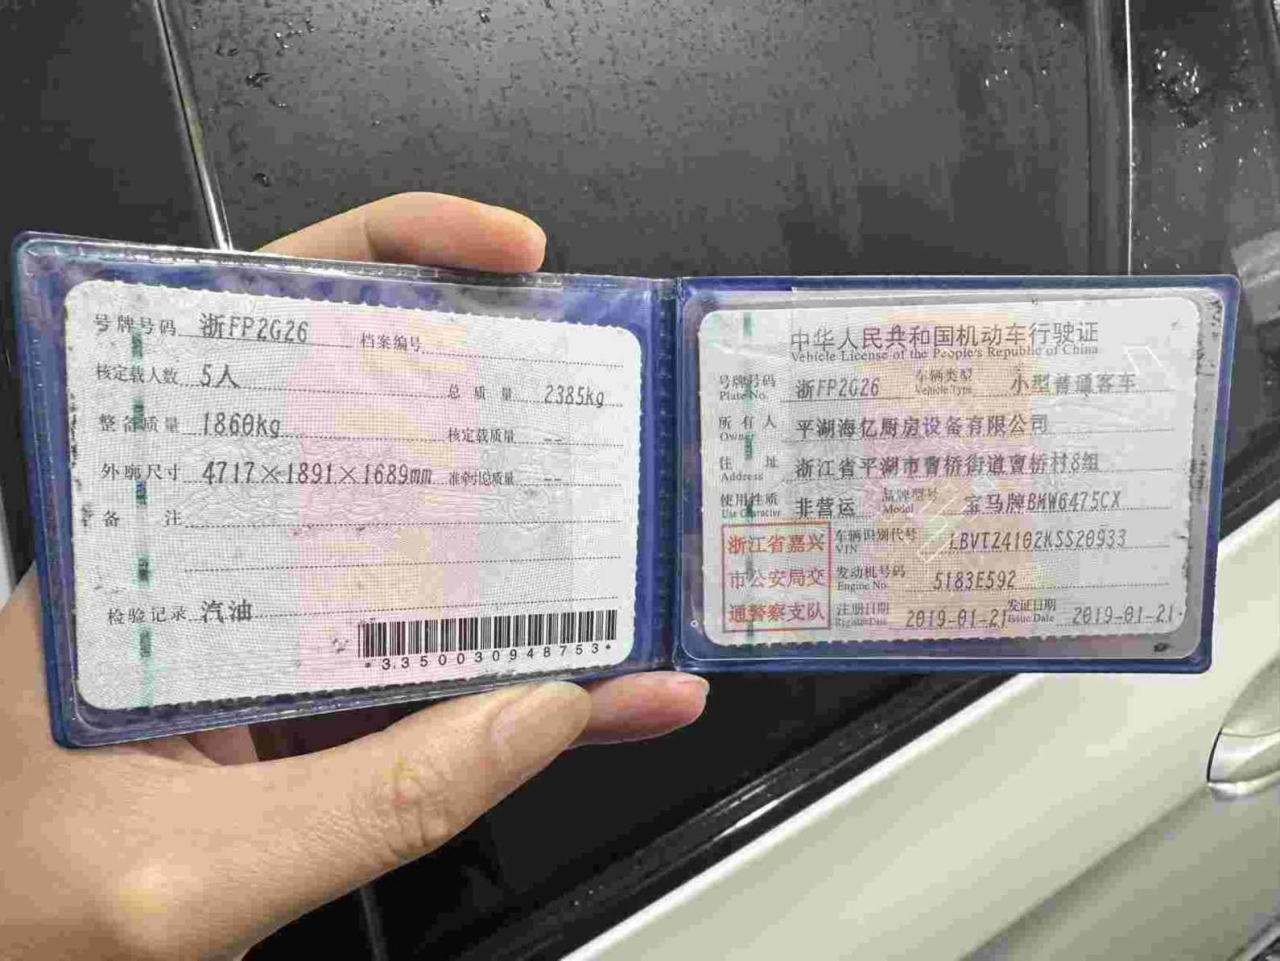 号牌号码 浙FP2G26 档案编号
核定载人数 5人 总质量 2385kg
整备质量 1860kg 核定载质量 --
外廓尺寸 4717×1891×1689mm 准牵引总质量 --
备注
检验记录 汽油
*3350030948753*
中华人民共和国机动车行驶证
Vehicle License of the People's Republic of China
号牌号码 浙FP2G26 车辆类型 小型普通客车
Plate No. Vehicle Type
所有人 平湖海亿厨房设备有限公司
Owner
住址 浙江省平湖市曹桥街道曹桥村8组
Address
使用性质 非营运 品牌型号 宝马牌BMW6475CX
Use Character Model
浙江省嘉兴
市公安局交
通警察支队
车辆识别代号 LBVTZ4102KSS20933
VIN
发动机号码 5183E592
Engine No.
注册日期 2019-01-21 发证日期 2019-01-21
Register Date Issue Date